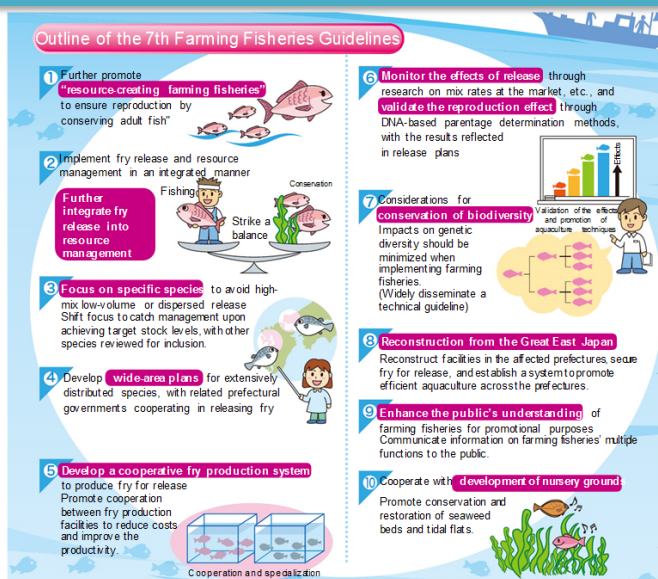 Outline of the 7th Farming Fisheries Guidelines
① Further promote
"resource-creating farming fisheries"
to ensure reproduction by
conserving adult fish"
② Implement fry release and resource
management in an integrated manner
Further
integrate fry
release into
resource
management
Fishing
Conservation
Strike a
balance
③ Focus on specific species to avoid high-
mix low-volume or dispersed release
Shift focus to catch management upon
achieving target stock levels, with other
species reviewed for inclusion.
④ Develop wide-area plans for extensively
distributed species, with related prefectural
governments cooperating in releasing fry
⑤ Develop a cooperative fry production system
to produce fry for release
Promote cooperation
between fry production
facilities to reduce costs
and improve the
productivity.
Cooperation and specialization
⑥ Monitor the effects of release through
research on mix rates at the market, etc., and
validate the reproduction effect through
DNA-based parentage determination methods,
with the results reflected
in release plans
Effects
Validation of the effects
and promotion of
aquaculture techniques
⑦ Considerations for
conservation of biodiversity
Impacts on genetic
diversity should be
minimized when
implementing farming
fisheries.
(Widely disseminate a
technical guideline)
⑧ Reconstruction from the Great East Japan
Reconstruct facilities in the affected prefectures, secure
fry for release, and establish a system to promote
efficient aquaculture across the prefectures.
⑨ Enhance the public's understanding of
farming fisheries for promotional purposes
Communicate information on farming fisheries' multiple
functions to the public.
⑩ Cooperate with development of nursery grounds
Promote conservation and
restoration of seaweed
beds and tidal flats.